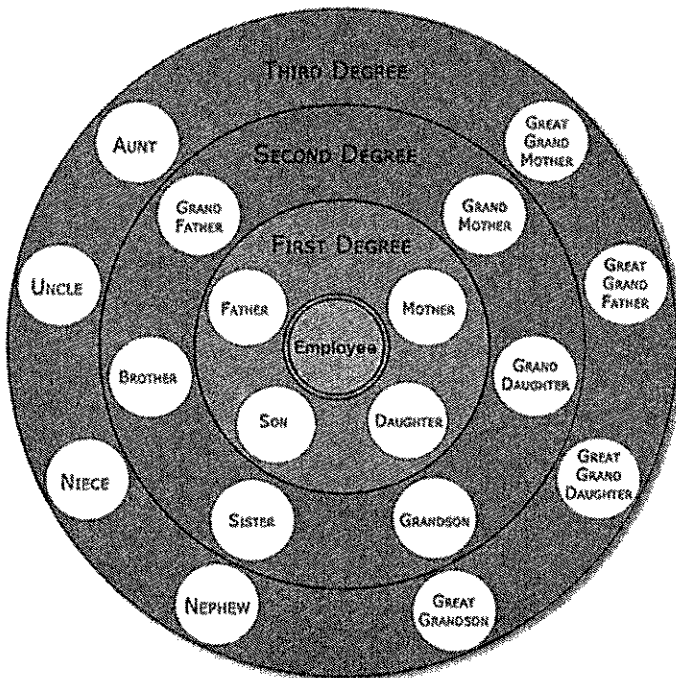 THIRD DEGREE
AUNT
GREAT
GRAND
MOTHER
SECOND DEGREE
GRAND
FATHER
GRAND
MOTHER
FIRST DEGREE
UNCLE
GREAT
GRAND
FATHER
FATHER
MOTHER
Employee
BROTHER
GRAND
DAUGHTER
SON
DAUGHTER
NIECE
GREAT
GRAND
DAUGHTER
SISTER
GRANDSON
NEPHEW
GREAT
GRANDSON